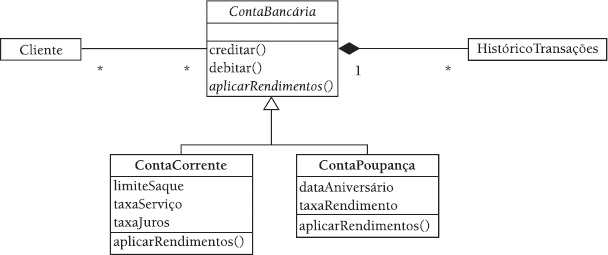 ContaBancária
creditar()
debitar()
aplicarRendimentos()
Cliente
*
*
1
*
HistóricoTransações
ContaCorrente
limiteSaque
taxaServiço
taxaJuros
aplicarRendimentos()
ContaPoupança
dataAniversário
taxaRendimento
aplicarRendimentos()